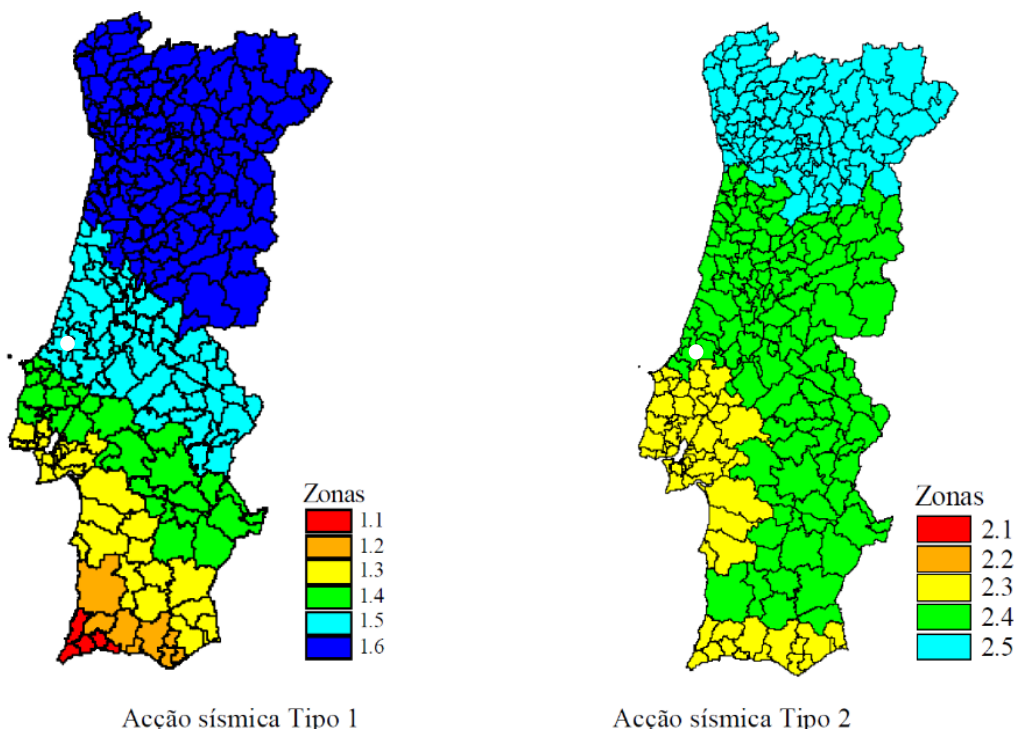 Zonas
1.1
1.2
1.3
1.4
1.5
1.6
Acção sísmica Tipo 1
Zonas
2.1
2.2
2.3
2.4
2.5
Acção sísmica Tipo 2